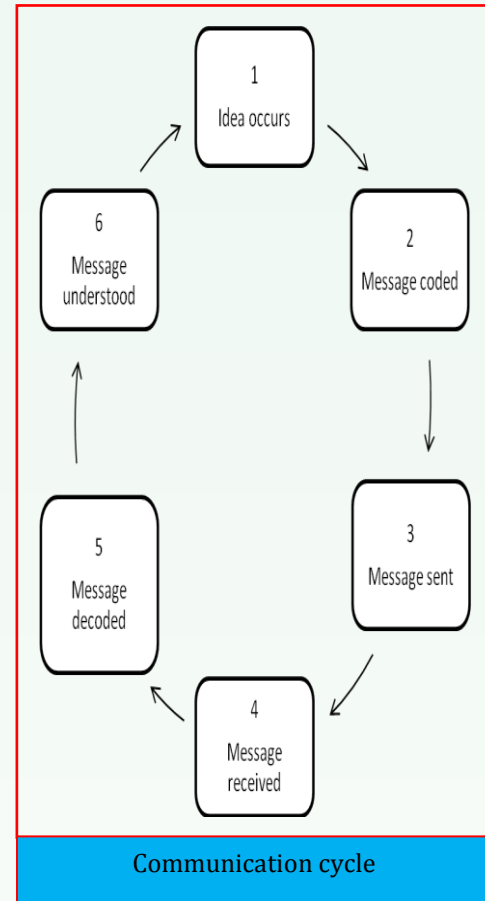 1
Idea occurs
2
Message coded
3
Message sent
4
Message
received
5
Message
decoded
6
Message
understood
Communication cycle